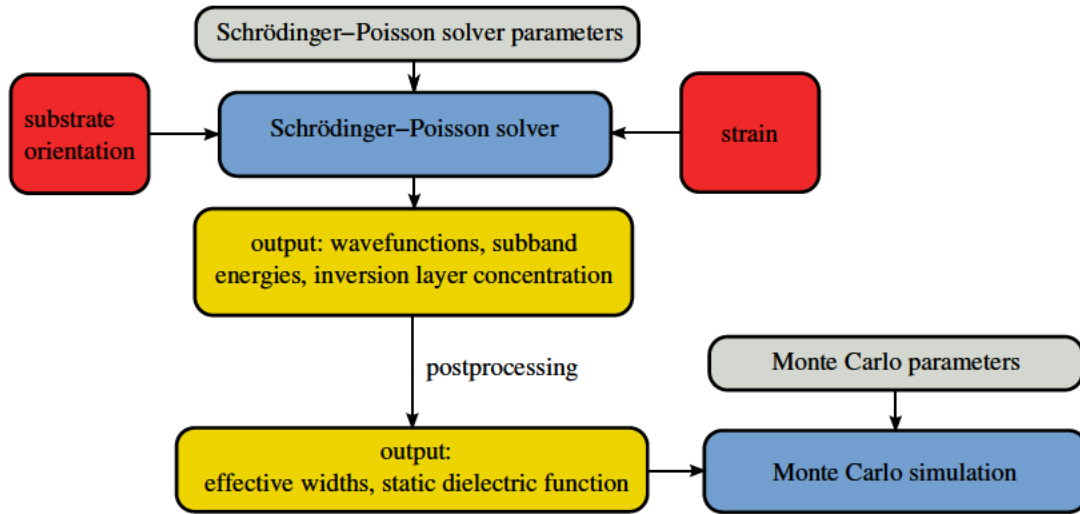 Schrödinger–Poisson solver parameters
substrate
orientation
Schrödinger–Poisson solver
strain
output: wavefunctions, subband
energies, inversion layer concentration
postprocessing
Monte Carlo parameters
output:
effective widths, static dielectric function
Monte Carlo simulation